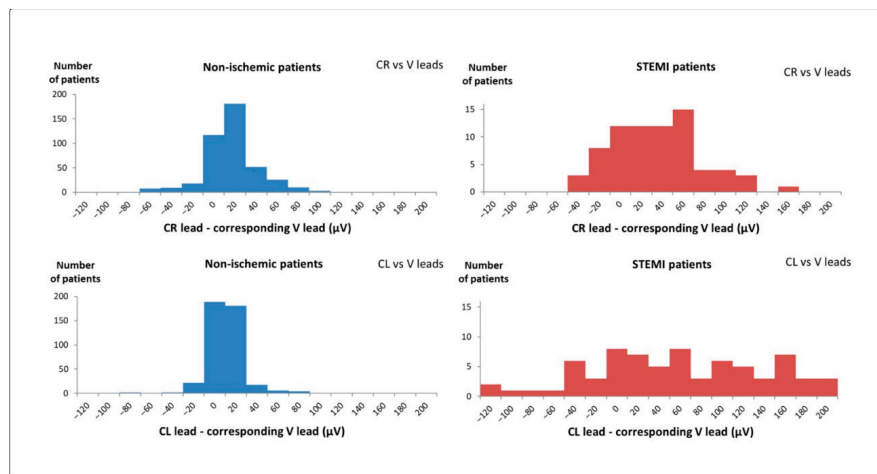 Number
of patients
Non-ischemic patients
CR vs V leads
200
150
100
50
0
−120 −100 −80 −60 −40 −20 0 20 40 60 80 100 120 140 160 180 200
CR lead - corresponding V lead (μV)
Number
of patients
STEMI patients
CR vs V leads
15
10
5
0
−120 −100 −80 −60 −40 −20 0 20 40 60 80 100 120 140 160 180 200
CR lead - corresponding V lead (μV)
Number
of patients
Non-ischemic patients
CL vs V leads
200
150
100
50
0
−120 −100 −80 −60 −40 −20 0 20 40 60 80 100 120 140 160 180 200
CL lead - corresponding V lead (μV)
Number
of patients
STEMI patients
CL vs V leads
15
10
5
0
−120 −100 −80 −60 −40 −20 0 20 40 60 80 100 120 140 160 180 200
CL lead - corresponding V lead (μV)